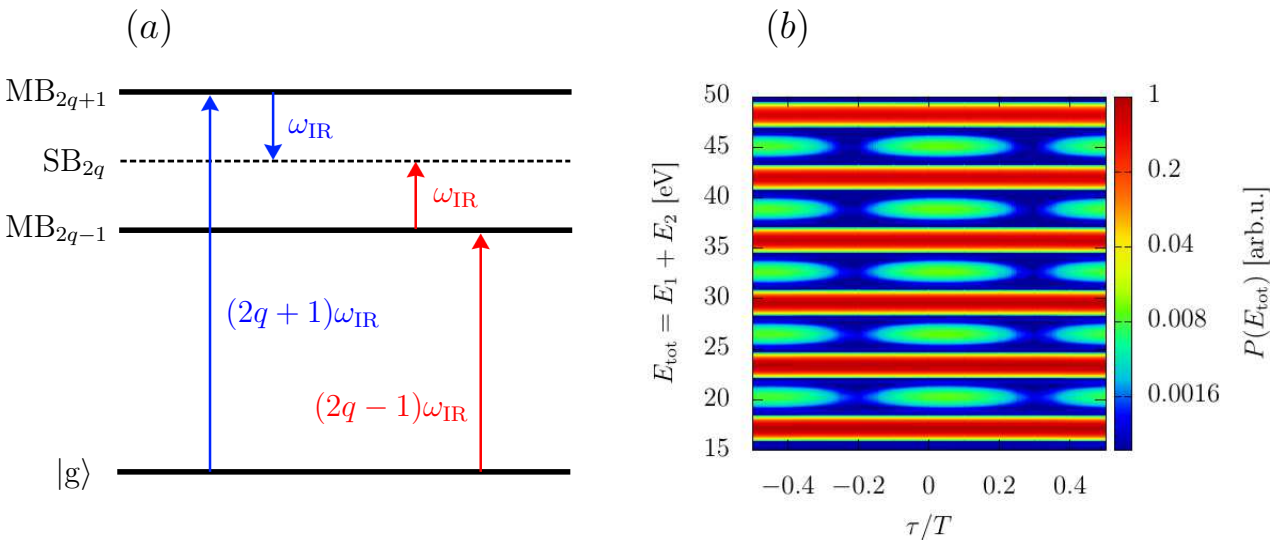 (a)
MB2q+1
ωIR
SB2q
ωIR
MB2q−1
(2q + 1)ωIR
(2q − 1)ωIR
|g⟩
(b)
Etot = E1 + E2 [eV]
50
45
40
35
30
25
20
15
−0.4
−0.2
0
0.2
0.4
τ/T
1
0.2
0.04
0.008
0.0016
P(Etot) [arb.u.]